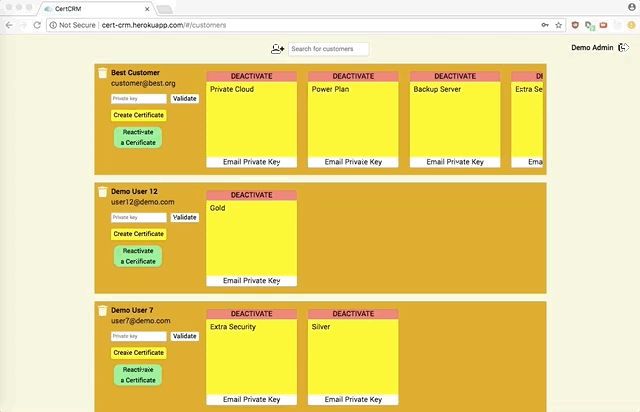 CertCRM
Not Secure
cert-crm.herokuapp.com/#/customers
Search for customers
Demo Admin
Best Customer
customer@best.org
Private key
Validate
Create Certificate
Reactivate
a Certificate
DEACTIVATE
Private Cloud
Email Private Key
DEACTIVATE
Power Plan
Email Private Key
DEACTIVATE
Backup Server
Email Private Key
DE
Extra Se
Ema
Demo User 12
user12@demo.com
Private key
Validate
Create Certificate
Reactivate
a Certificate
DEACTIVATE
Gold
Email Private Key
Demo User 7
user7@demo.com
Private key
Validate
Create Certificate
Reactivate
a Certificate
DEACTIVATE
Extra Security
Email Private Key
DEACTIVATE
Silver
Email Private Key